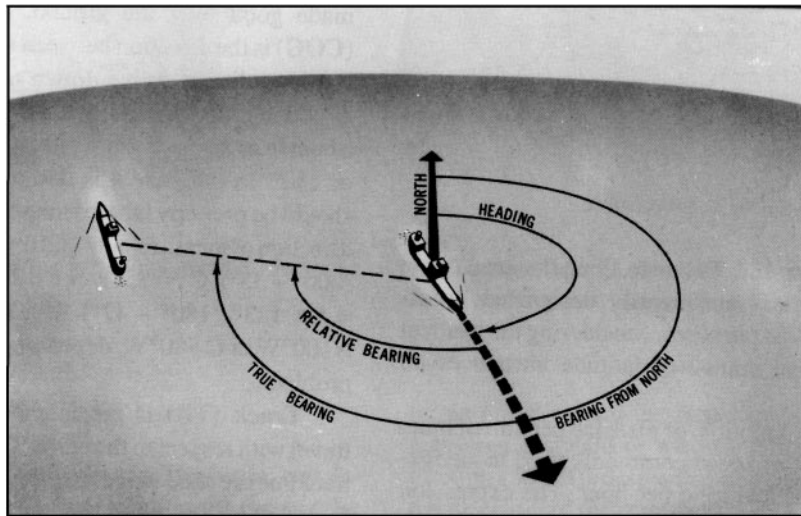 NORTH
HEADING
RELATIVE BEARING
TRUE BEARING
BEARING FROM NORTH